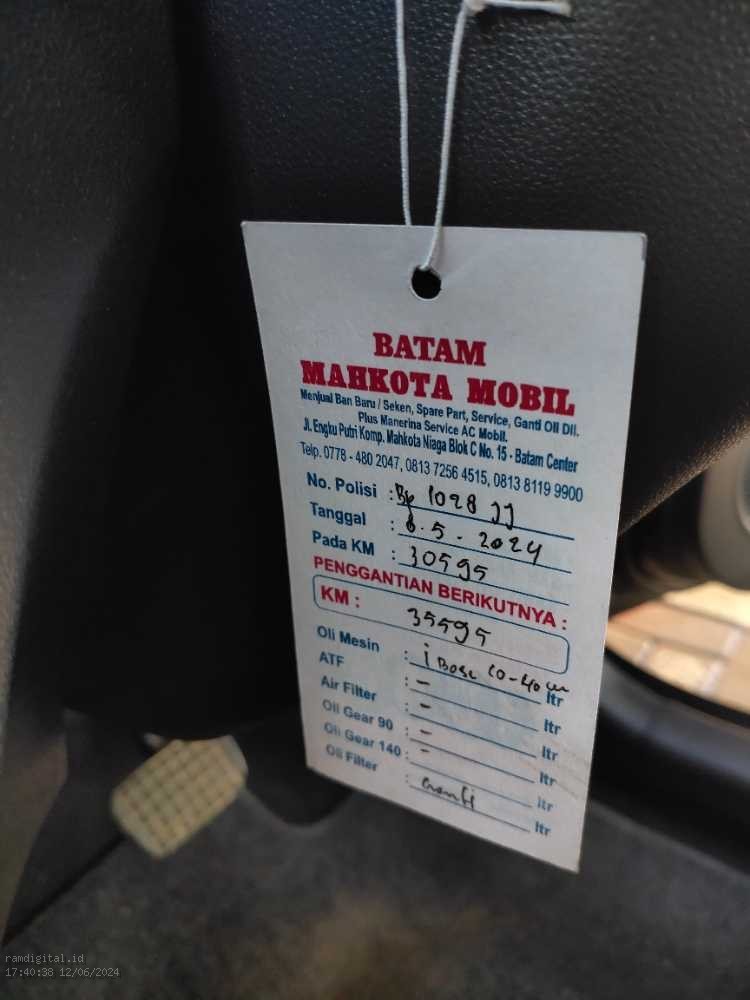 BATAM
MAHKOTA MOBIL
Menjual Ban Baru / Seken, Spare Part, Service, Ganti Oli Dll.
Plus Manerina Service AC Mobil.
Jl. Engku Putri Komp. Mahkota Niaga Blok C No. 15 - Batam Center
Telp. 0778 - 480 2047, 0813 7256 4515, 0813 8119 9900
No. Polisi : Bp 1028 JJ
Tanggal : 6. 5 - 2024
Pada KM : 30595
PENGGANTIAN BERIKUTNYA :
KM : 35595
Oli Mesin : 10-40 ltr
ATF : - ltr
Air Filter : - ltr
Oli Gear 90 : - ltr
Oli Gear 140 : - ltr
Oli Filter : Ganti ltr
ramdigital.id
17:40:38 12/06/2024